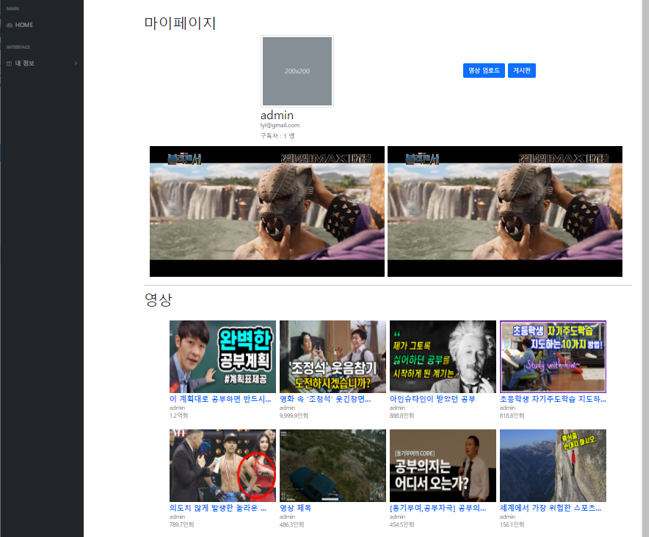 MAIN
HOME
INTERFACE
내 정보
마이페이지
200x200
영상 업로드
게시판
admin
lyl@gmail.com
구독자 : 1 명
영상
완벽한
공부계획
#계획표제공
이 계획대로 공부하면 반드시...
admin
1.2억회
'조정석' 웃음참기
도전하시겠습니까?
영화 속 '조정석' 웃긴장면...
admin
9,999.9만회
제가 그토록
싫어하던 공부를
시작하게 된 계기는
아인슈타인이 받았던 공부
admin
888.8만회
초등학생 자기주도학습
지도하는10가지 방법!
Study with him
초등학생 자기주도학습 지도하...
admin
818.8만회
의도치 않게 발생한 놀라운 ...
admin
789.7만회
영상 제목
admin
486.3만회
[동기부여의 CODE]
공부의지는
어디서 오는가?
[동기부여,공부자극] 공부의...
admin
454.5만회
세계에서 가장 위험한 스포츠...
admin
156.1만회